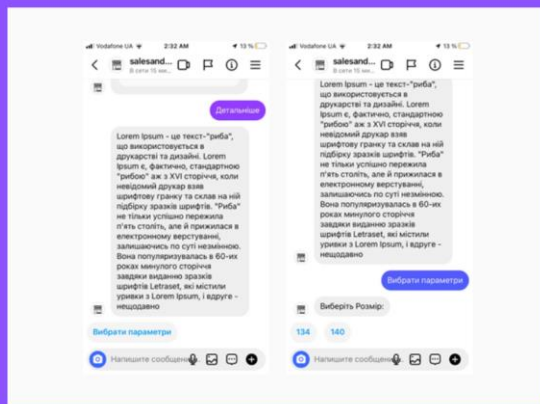 Vodafone UA
2:32 AM
13 %
salesand...
В сети 15 ми...
Детальніше
Lorem Ipsum - це текст-"риба",
що використовується в
друкарстві та дизайні. Lorem
Ipsum є, фактично, стандартною
"рибою" аж з XVI сторіччя, коли
невідомий друкар взяв
шрифтову гранку та склав на ній
підбірку зразків шрифтів. "Риба"
не тільки успішно пережила
п'ять століть, але й прижилася в
електронному верстуванні,
залишаючись по суті незмінною.
Вона популяризувалась в 60-их
роках минулого сторіччя
завдяки виданню зразків
шрифтів Letraset, які містили
уривки з Lorem Ipsum, і вдруге -
нещодавно
Вибрати параметри
Напишите сообщени
Vodafone UA
2:32 AM
13 %
salesand...
В сети 15 ми...
Lorem Ipsum - це текст-"риба",
що використовується в
друкарстві та дизайні. Lorem
Ipsum є, фактично, стандартною
"рибою" аж з XVI сторіччя, коли
невідомий друкар взяв
шрифтову гранку та склав на ній
підбірку зразків шрифтів. "Риба"
не тільки успішно пережила
п'ять століть, але й прижилася в
електронному верстуванні,
залишаючись по суті незмінною.
Вона популяризувалась в 60-их
роках минулого сторіччя
завдяки виданню зразків
шрифтів Letraset, які містили
уривки з Lorem Ipsum, і вдруге -
нещодавно
Вибрати параметри
Виберіть Розмір:
134 140
Напишите сообщени